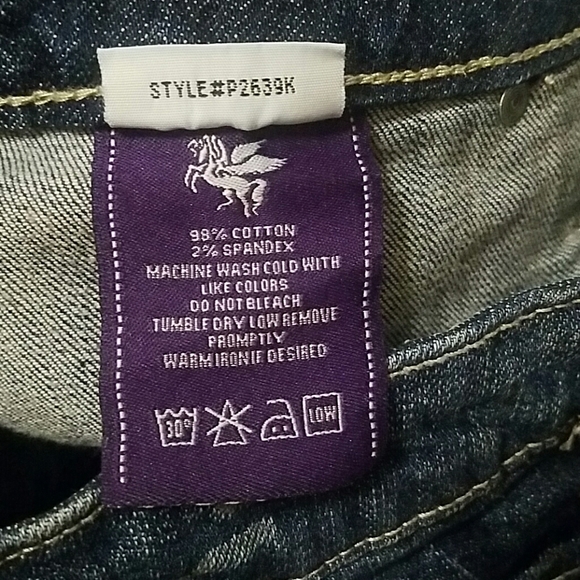 STYLE#P2639K
98% COTTON
2% SPANDEX
MACHINE WASH COLD WITH
LIKE COLORS
DO NOT BLEACH
TUMBLE DRY LOW REMOVE
PROMPTLY
WARM IRON IF DESIRED
30° LOW